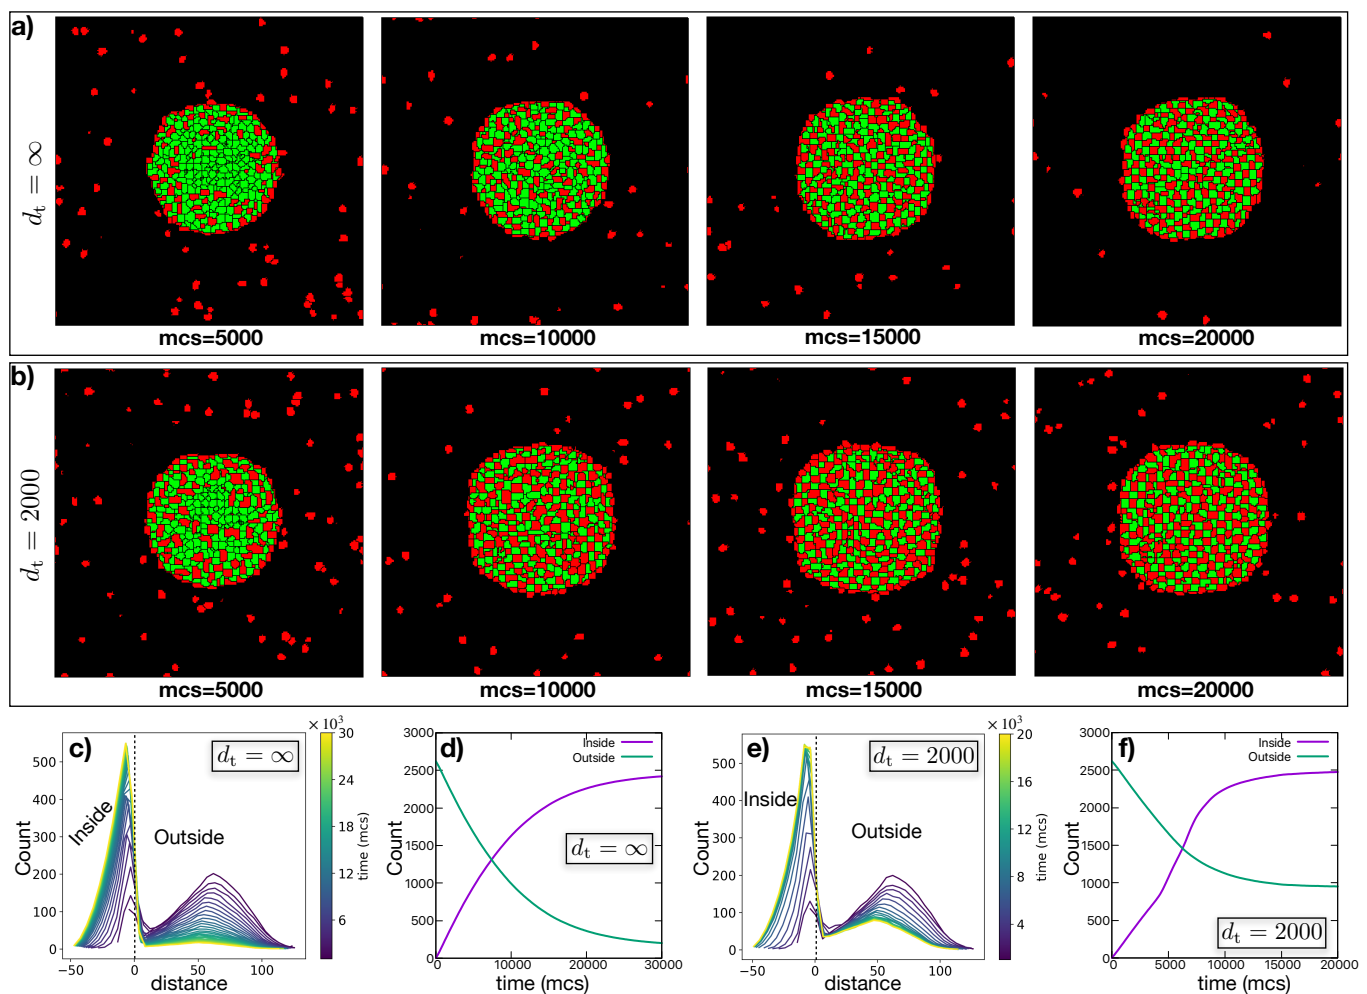 a)
d_t = ∞
mcs=5000
mcs=10000
mcs=15000
mcs=20000
b)
d_t = 2000
mcs=5000
mcs=10000
mcs=15000
mcs=20000
c)
d_t = ∞
Inside
Outside
Count
0
100
200
300
400
500
−50
0
50
100
distance
× 10³
30
24
18
12
6
time (mcs)
d)
Inside
Outside
d_t = ∞
Count
3000
2500
2000
1500
1000
500
0
0
10000
20000
30000
time (mcs)
e)
d_t = 2000
Inside
Outside
Count
500
400
300
200
100
0
−50
0
50
100
distance
× 10³
20
16
12
8
4
time (mcs)
f)
Inside
Outside
d_t = 2000
Count
3000
2500
2000
1500
1000
500
0
0
5000
10000
15000
20000
time (mcs)